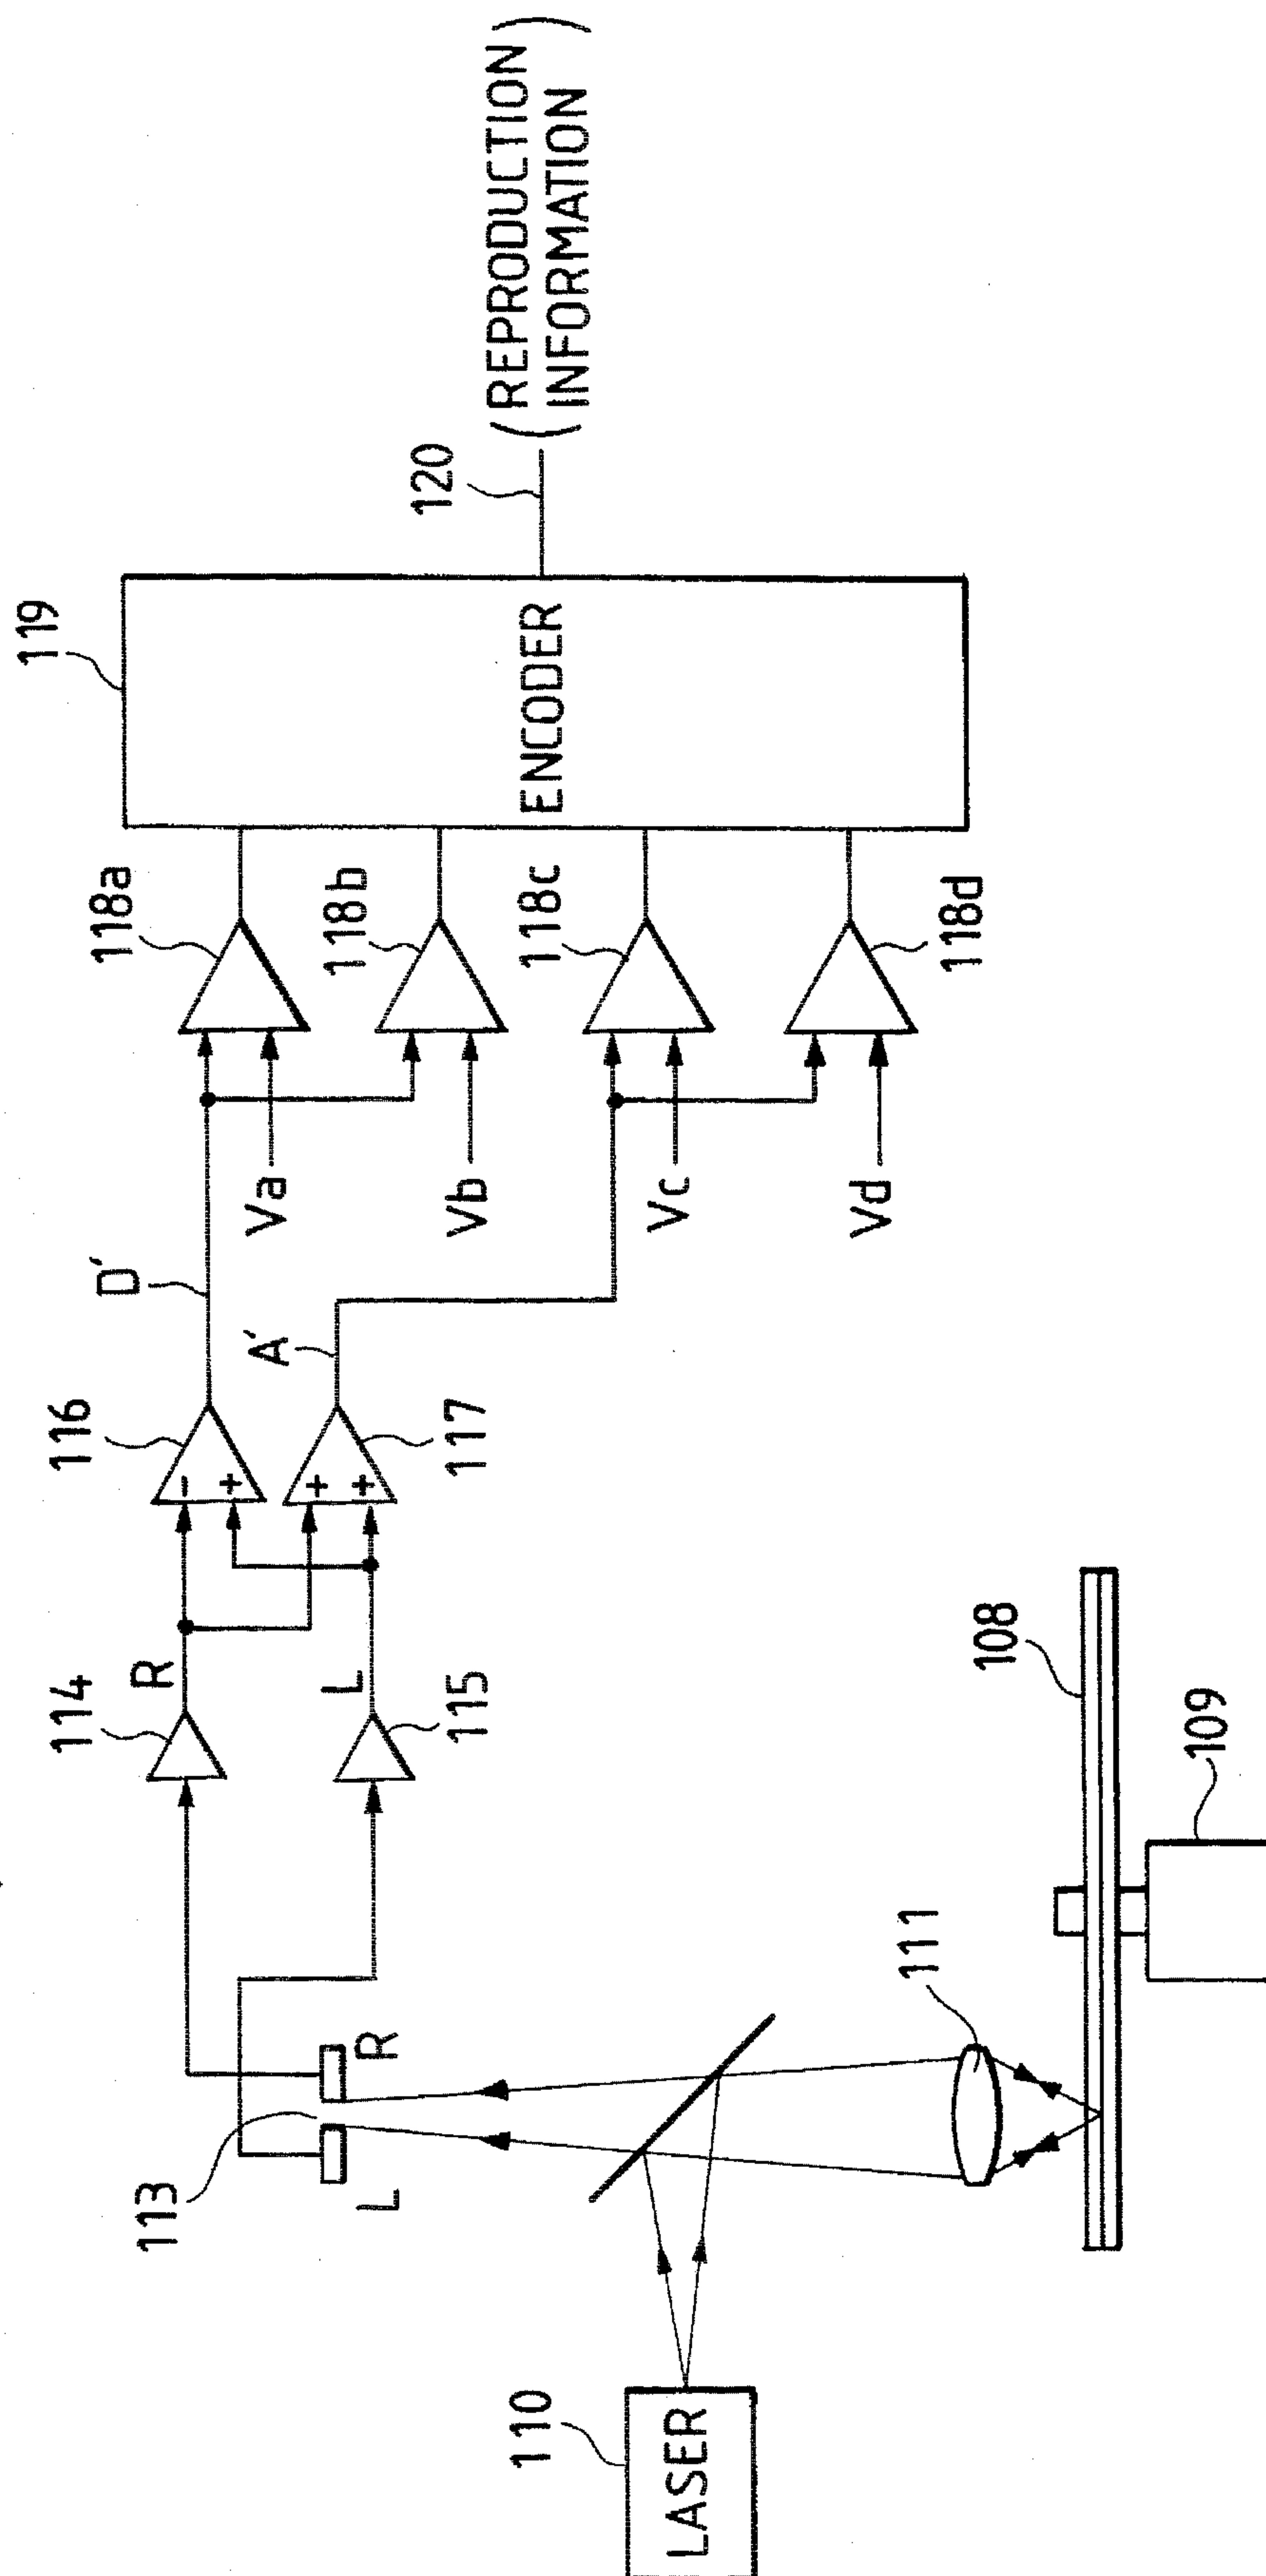 119
120
(REPRODUCTION
INFORMATION)
ENCODER
118a
118b
118c
118d
Va
Vb
Vc
Vd
D′
A′
116
117
-
+
+
+
114
R
L
115
113
R
L
108
109
111
110
LASER